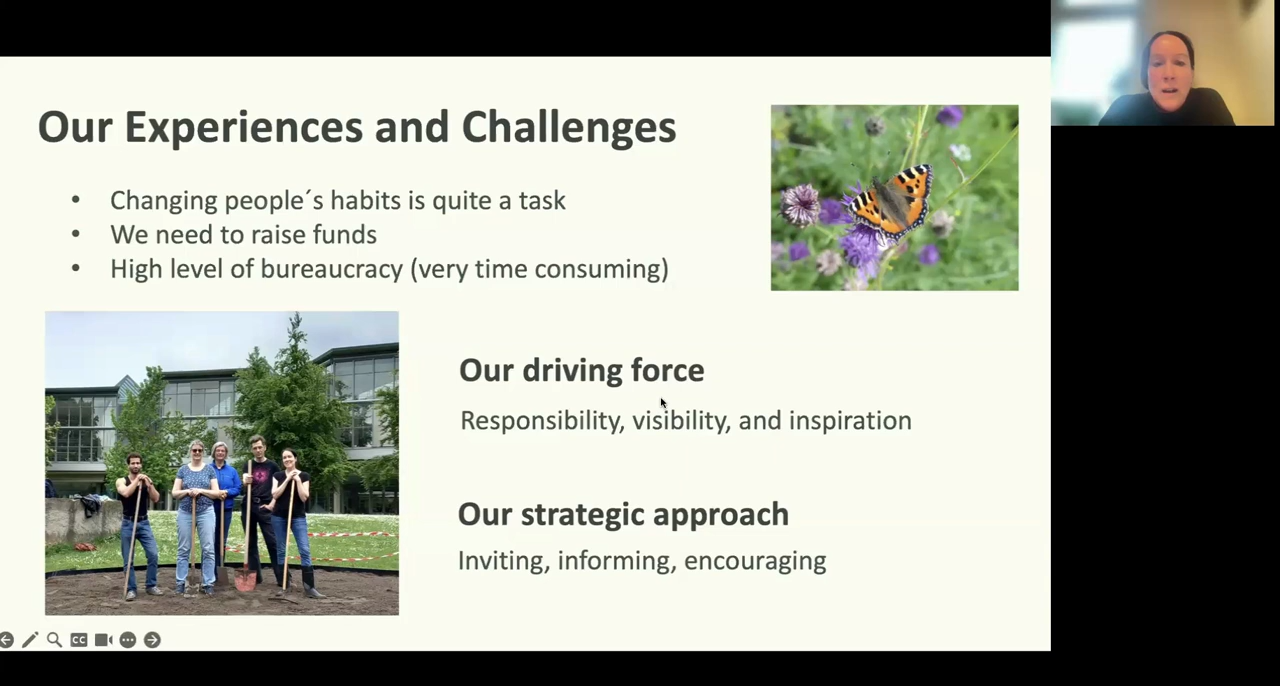 Our Experiences and Challenges
• Changing people´s habits is quite a task
• We need to raise funds
• High level of bureaucracy (very time consuming)
Our driving force
Responsibility, visibility, and inspiration
Our strategic approach
Inviting, informing, encouraging
CC